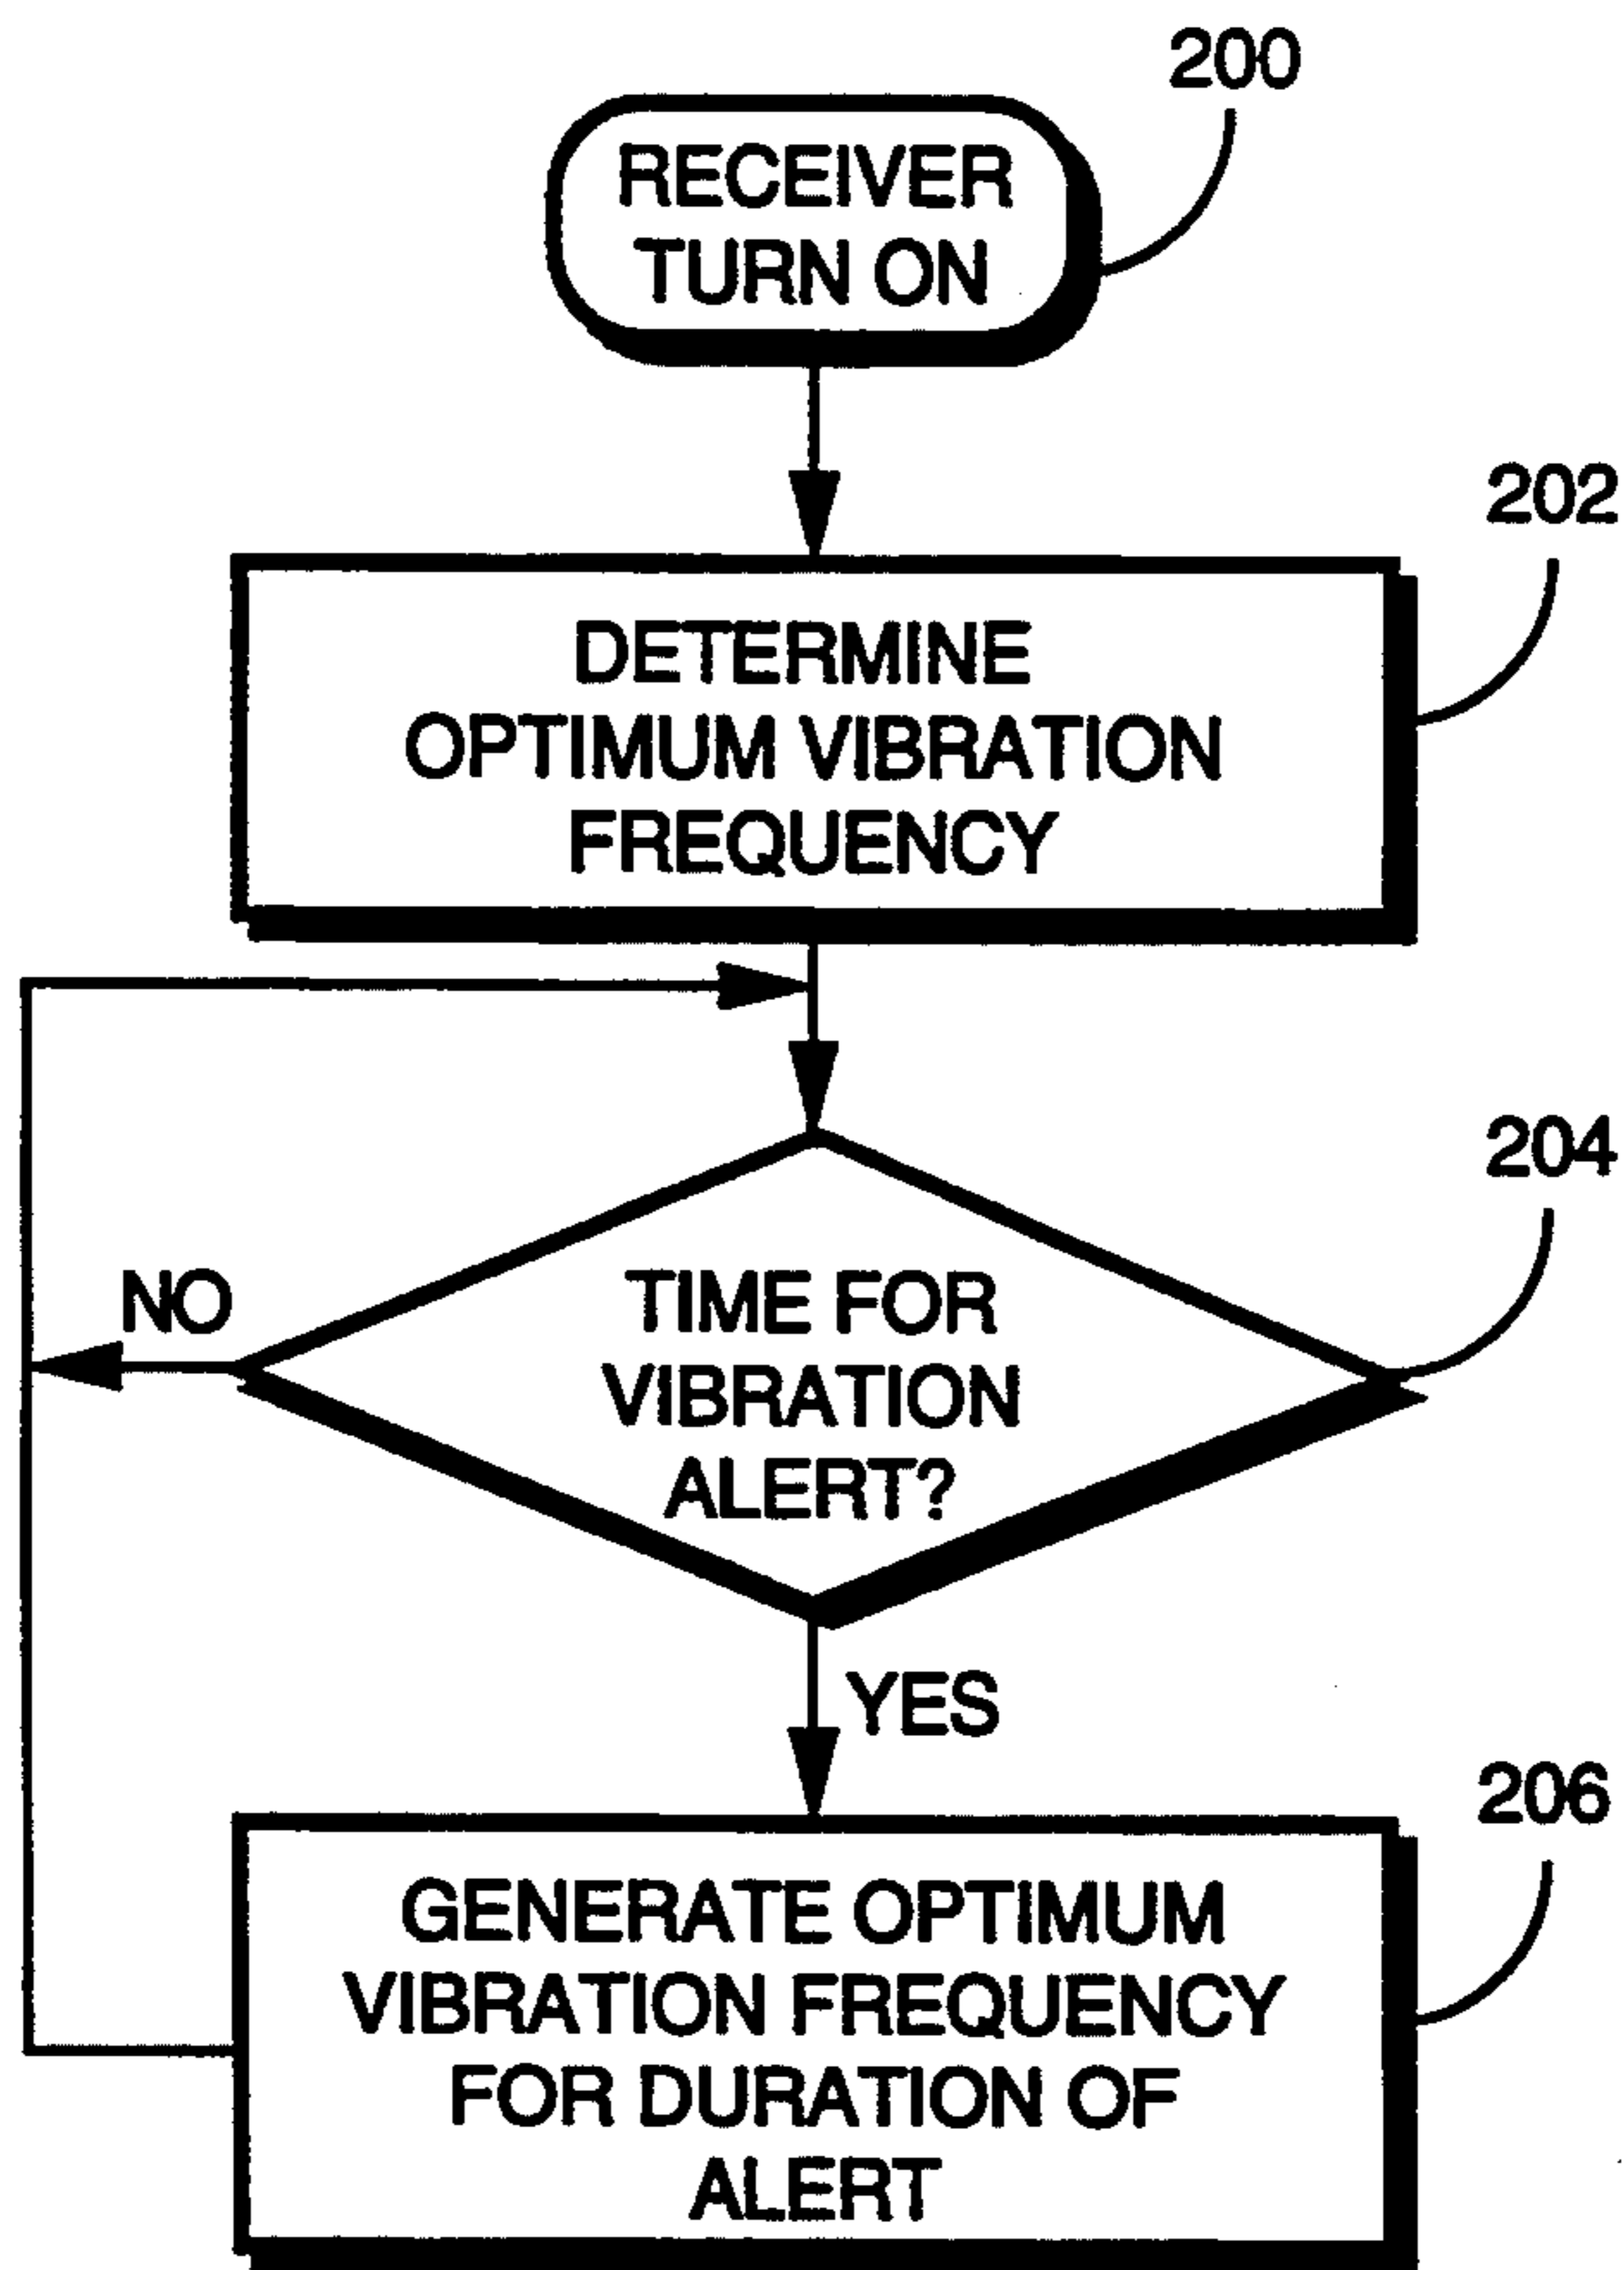 200
RECEIVER
TURN ON
202
DETERMINE
OPTIMUM VIBRATION
FREQUENCY
204
NO
TIME FOR
VIBRATION
ALERT?
YES
206
GENERATE OPTIMUM
VIBRATION FREQUENCY
FOR DURATION OF
ALERT